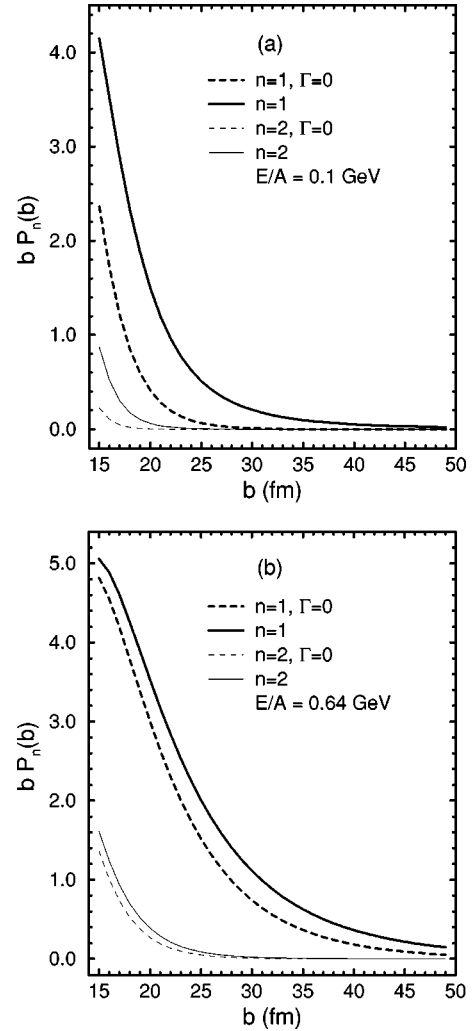 (a)
n=1, Γ=0
n=1
n=2, Γ=0
n=2
E/A = 0.1 GeV
b Pₙ(b)
4.0
3.0
2.0
1.0
0.0
15 20 25 30 35 40 45 50
b (fm)
(b)
n=1, Γ=0
n=1
n=2, Γ=0
n=2
E/A = 0.64 GeV
b Pₙ(b)
5.0
4.0
3.0
2.0
1.0
0.0
15 20 25 30 35 40 45 50
b (fm)